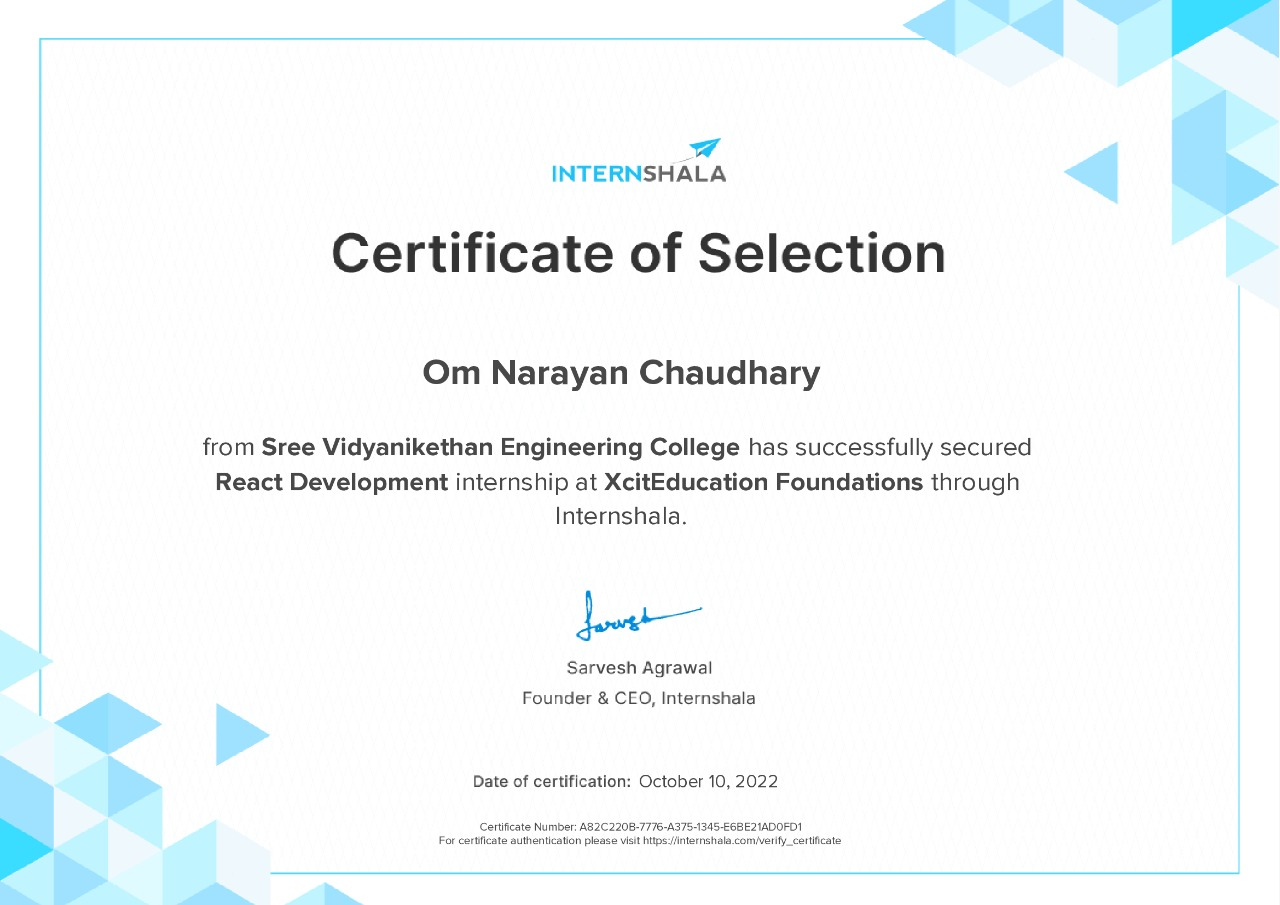 INTERNSHALA
Certificate of Selection
Om Narayan Chaudhary
from Sree Vidyanikethan Engineering College has successfully secured
React Development internship at XcitEducation Foundations through
Internshala.
Sarvesh
Sarvesh Agrawal
Founder & CEO, Internshala
Date of certification: October 10, 2022
Certificate Number: A82C220B-7776-A375-1345-E6BE21AD0FD1
For certificate authentication please visit https://internshala.com/verify_certificate